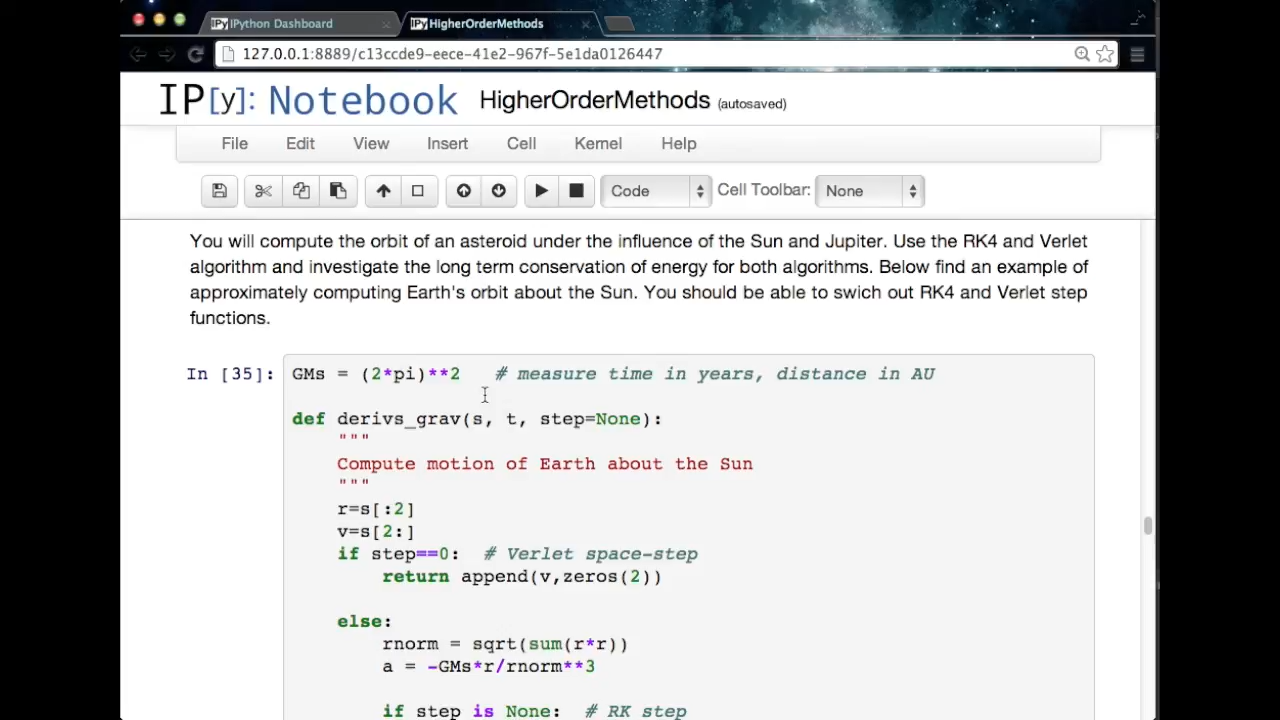 IP[y] IPython Dashboard
IP[y] HigherOrderMethods
127.0.0.1:8889/c13ccde9-eece-41e2-967f-5e1da0126447
IP[y]: Notebook HigherOrderMethods (autosaved)
File Edit View Insert Cell Kernel Help
Code Cell Toolbar: None
You will compute the orbit of an asteroid under the influence of the Sun and Jupiter. Use the RK4 and Verlet
algorithm and investigate the long term conservation of energy for both algorithms. Below find an example of
approximately computing Earth's orbit about the Sun. You should be able to swich out RK4 and Verlet step
functions.
In [35]: GMs = (2*pi)**2 # measure time in years, distance in AU
def derivs_grav(s, t, step=None):
"""
Compute motion of Earth about the Sun
"""
r=s[:2]
v=s[2:]
if step==0: # Verlet space-step
return append(v,zeros(2))
else:
rnorm = sqrt(sum(r*r))
a = -GMs*r/rnorm**3
if step is None: # RK step